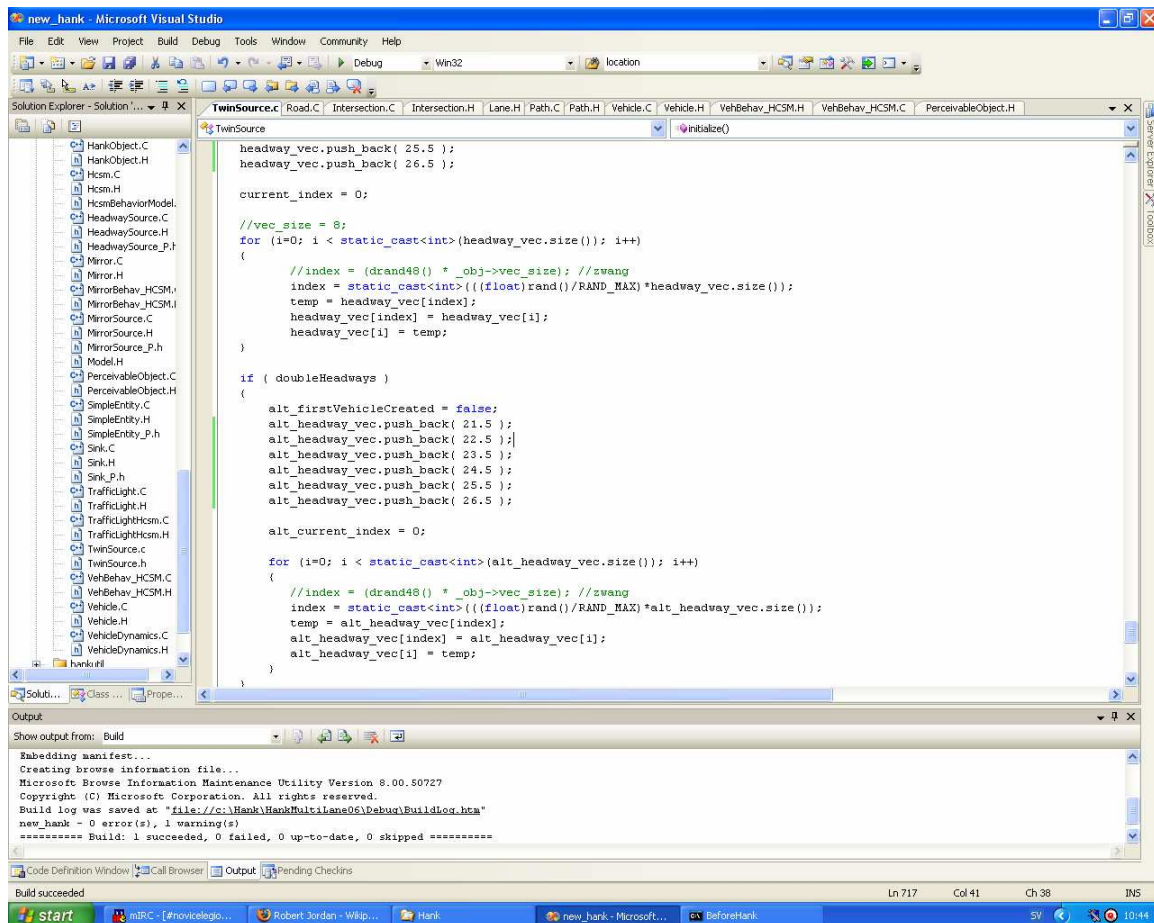 new_hank - Microsoft Visual Studio
File Edit View Project Build Debug Tools Window Community Help
Debug Win32 location
Solution Explorer - Solution '...
TwinSource.c Road.C Intersection.C Intersection.H Lane.H Path.C Path.H Vehicle.C Vehicle.H VehBehav_HCSM.H VehBehav_HCSM.C PerceivableObject.H
TwinSource initialize()
HankObject.C
HankObject.H
Hcsm.C
Hcsm.H
HcsmBehaviorModel.
HeadwaySource.C
HeadwaySource.H
HeadwaySource_P.h
Mirror.C
Mirror.H
MirrorBehav_HCSM.
MirrorBehav_HCSM.
MirrorSource.C
MirrorSource.H
MirrorSource_P.h
Model.H
PerceivableObject.C
PerceivableObject.H
SimpleEntity.C
SimpleEntity.H
SimpleEntity_P.h
Sink.C
Sink.H
Sink_P.h
TrafficLight.C
TrafficLight.H
TrafficLightHcsm.C
TrafficLightHcsm.H
TwinSource.c
TwinSource.h
VehBehav_HCSM.C
VehBehav_HCSM.H
Vehicle.C
Vehicle.H
VehicleDynamics.C
VehicleDynamics.H
hankutil
Soluti... Class ... Prope...
headway_vec.push_back( 25.5 );
headway_vec.push_back( 26.5 );
current_index = 0;
//vec_size = 8;
for (i=0; i < static_cast<int>(headway_vec.size()); i++)
{
//index = (drand48() * _obj->vec_size); //zwang
index = static_cast<int>(((float)rand()/RAND_MAX)*headway_vec.size());
temp = headway_vec[index];
headway_vec[index] = headway_vec[i];
headway_vec[i] = temp;
}
if ( doubleHeadways )
{
alt_firstVehicleCreated = false;
alt_headway_vec.push_back( 21.5 );
alt_headway_vec.push_back( 22.5 );
alt_headway_vec.push_back( 23.5 );
alt_headway_vec.push_back( 24.5 );
alt_headway_vec.push_back( 25.5 );
alt_headway_vec.push_back( 26.5 );
alt_current_index = 0;
for (i=0; i < static_cast<int>(alt_headway_vec.size()); i++)
{
//index = (drand48() * _obj->vec_size); //zwang
index = static_cast<int>(((float)rand()/RAND_MAX)*alt_headway_vec.size());
temp = alt_headway_vec[index];
alt_headway_vec[index] = alt_headway_vec[i];
alt_headway_vec[i] = temp;
}
}
Server Explorer
Toolbox
Output
Show output from: Build
Embedding manifest...
Creating browse information file...
Microsoft Browse Information Maintenance Utility Version 8.00.50727
Copyright (C) Microsoft Corporation. All rights reserved.
Build log was saved at "file://c:\Hank\HankMultiLane06\Debug\BuildLog.htm"
new_hank - 0 error(s), 1 warning(s)
========== Build: 1 succeeded, 0 failed, 0 up-to-date, 0 skipped ==========
Code Definition Window Call Browser Output Pending Checkins
Build succeeded Ln 717 Col 41 Ch 38 INS
start mIRC - [#novicelegio... Robert Jordan - Wikip... Hank new_hank - Microsoft... BeforeHank SV 10:44